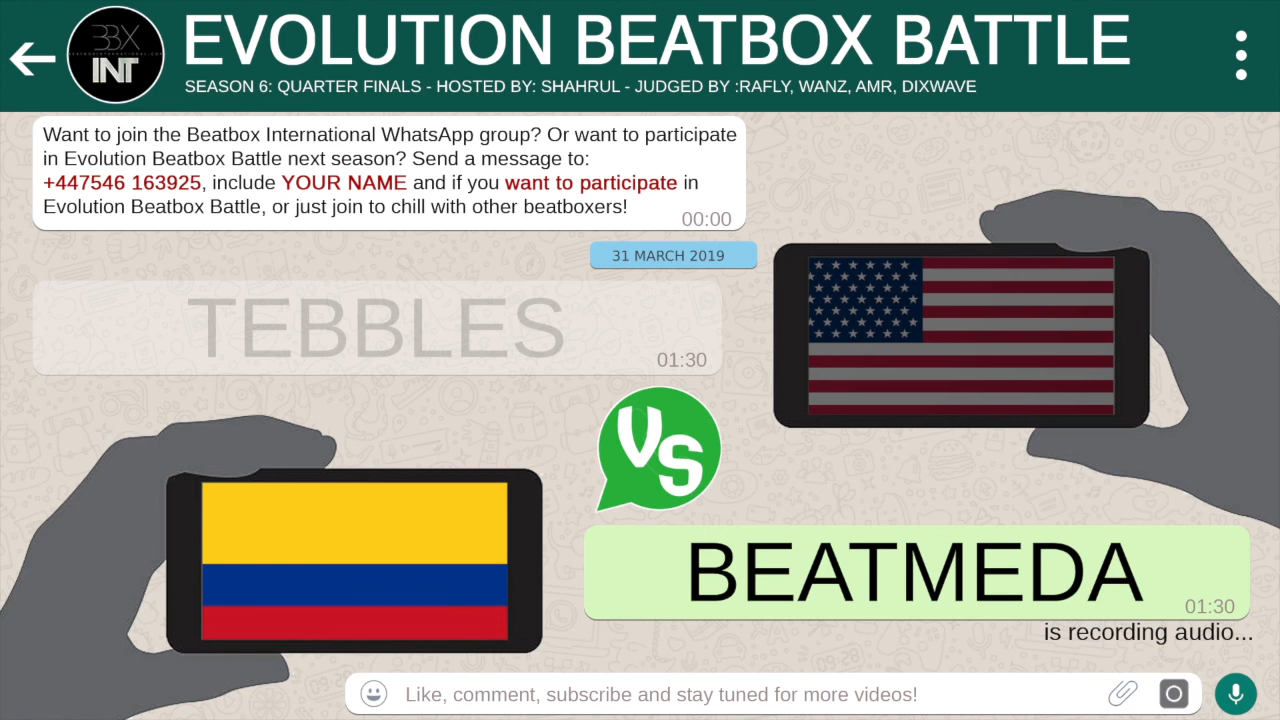 EVOLUTION BEATBOX BATTLE
SEASON 6: QUARTER FINALS - HOSTED BY: SHAHRUL - JUDGED BY :RAFLY, WANZ, AMR, DIXWAVE
BBX
BEATBOXINTERNATIONAL.COM
INT
Want to join the Beatbox International WhatsApp group? Or want to participate
in Evolution Beatbox Battle next season? Send a message to:
+447546 163925, include YOUR NAME and if you want to participate in
Evolution Beatbox Battle, or just join to chill with other beatboxers!
00:00
31 MARCH 2019
TEBBLES
01:30
VS
BEATMEDA
01:30
is recording audio...
Like, comment, subscribe and stay tuned for more videos!